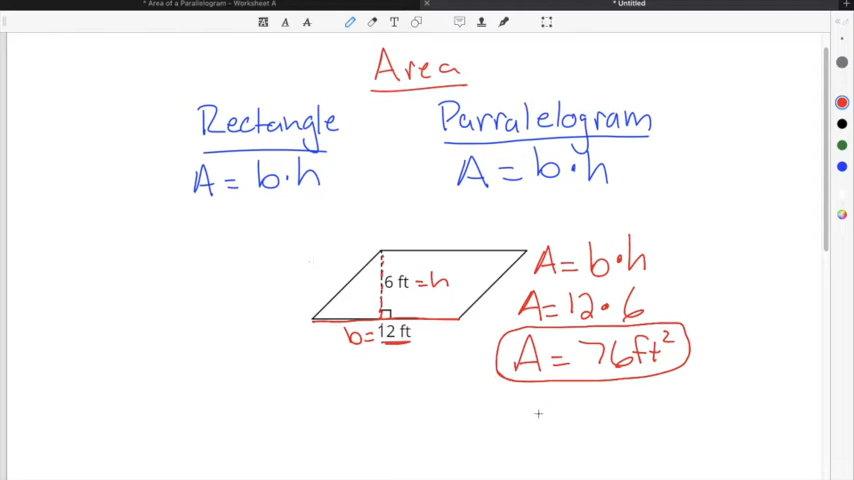 * Area of a Parallelogram – Worksheet A
* Untitled
Area
Rectangle
A = b·h
Parralelogram
A = b·h
6 ft = h
b = 12 ft
A = b·h
A = 12·6
A = 76ft²